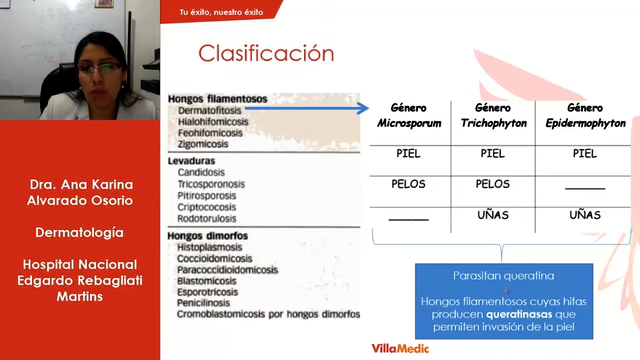 Tu éxito, nuestro éxito
Clasificación
Hongos filamentosos
Dermatofitosis
Hialohifomicosis
Feohifomicosis
Zigomicosis
Levaduras
Candidosis
Tricosporonosis
Pitirosporosis
Criptococosis
Rodotorulosis
Hongos dimorfos
Histoplasmosis
Coccioidomicosis
Paracoccidioidomicosis
Blastomicosis
Esporotricosis
Penicilinosis
Cromoblastomicosis por hongos dimorfos
Género Género Género
Microsporum Trichophyton Epidermophyton
PIEL PIEL PIEL
PELOS PELOS ______
______ UÑAS UÑAS
Parasitan queratina
Hongos filamentosos cuyas hifas
producen queratinasas que
permiten invasión de la piel
Dra. Ana Karina
Alvarado Osorio
Dermatología
Hospital Nacional
Edgardo Rebagliati
Martins
VillaMedic